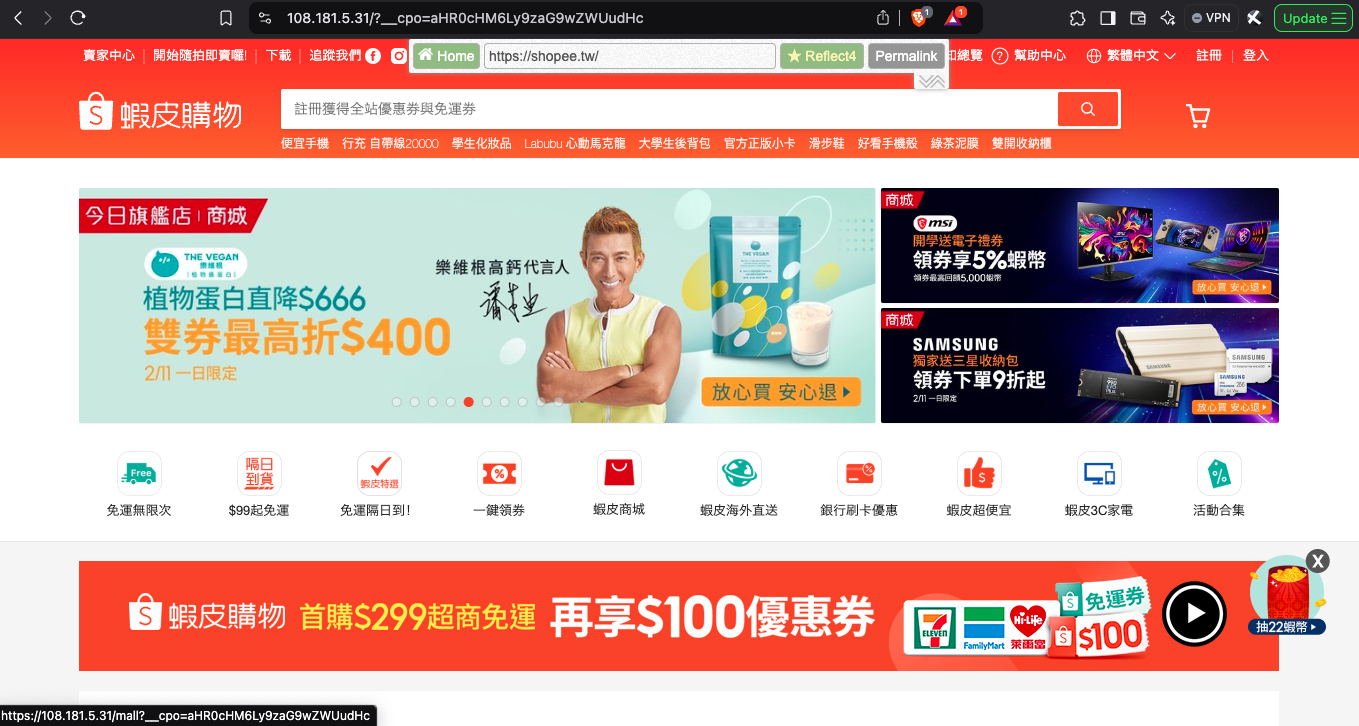 108.181.5.31/?__cpo=aHR0cHM6Ly9zaG9wZWUudHc
1
1
VPN
Update
賣家中心
開始隨拍即賣囉!
下載
追蹤我們
Home
https://shopee.tw/
Reflect4
Permalink
和總覽
幫助中心
繁體中文
註冊
登入
蝦皮購物
註冊獲得全站優惠券與免運券
便宜手機 行充 自帶線20000 學生化妝品 Labubu 心動馬克龍 大學生後背包 官方正版小卡 滑步鞋 好看手機殼 綠茶泥膜 雙開收納櫃
今日旗艦店 | 商城
THE VEGAN
樂維根
植物蛋白直降$666
雙券最高折$400
2/11 一日限定
樂維根高鈣代言人
THE VEGAN
放心買 安心退
商城
msi
開學送電子禮券
領券享5%蝦幣
領券最高回饋5,000蝦幣
放心買 安心退
商城
SAMSUNG
獨家送三星收納包
領券下單9折起
2/11 一日限定
SAMSUNG
SAMSUNG
放心買 安心退
Free
隔日到貨
蝦皮特選
免運無限次
$99起免運
免運隔日到！
一鍵領券
蝦皮商城
蝦皮海外直送
銀行刷卡優惠
蝦皮超便宜
蝦皮3C家電
活動合集
蝦皮購物 首購$299超商免運 再享$100優惠券
7
ELEVEN
FamilyMart
Hi-Life
萊爾富
免運券
$100
X
抽22蝦幣
https://108.181.5.31/mall?__cpo=aHR0cHM6Ly9zaG9wZWUudHc